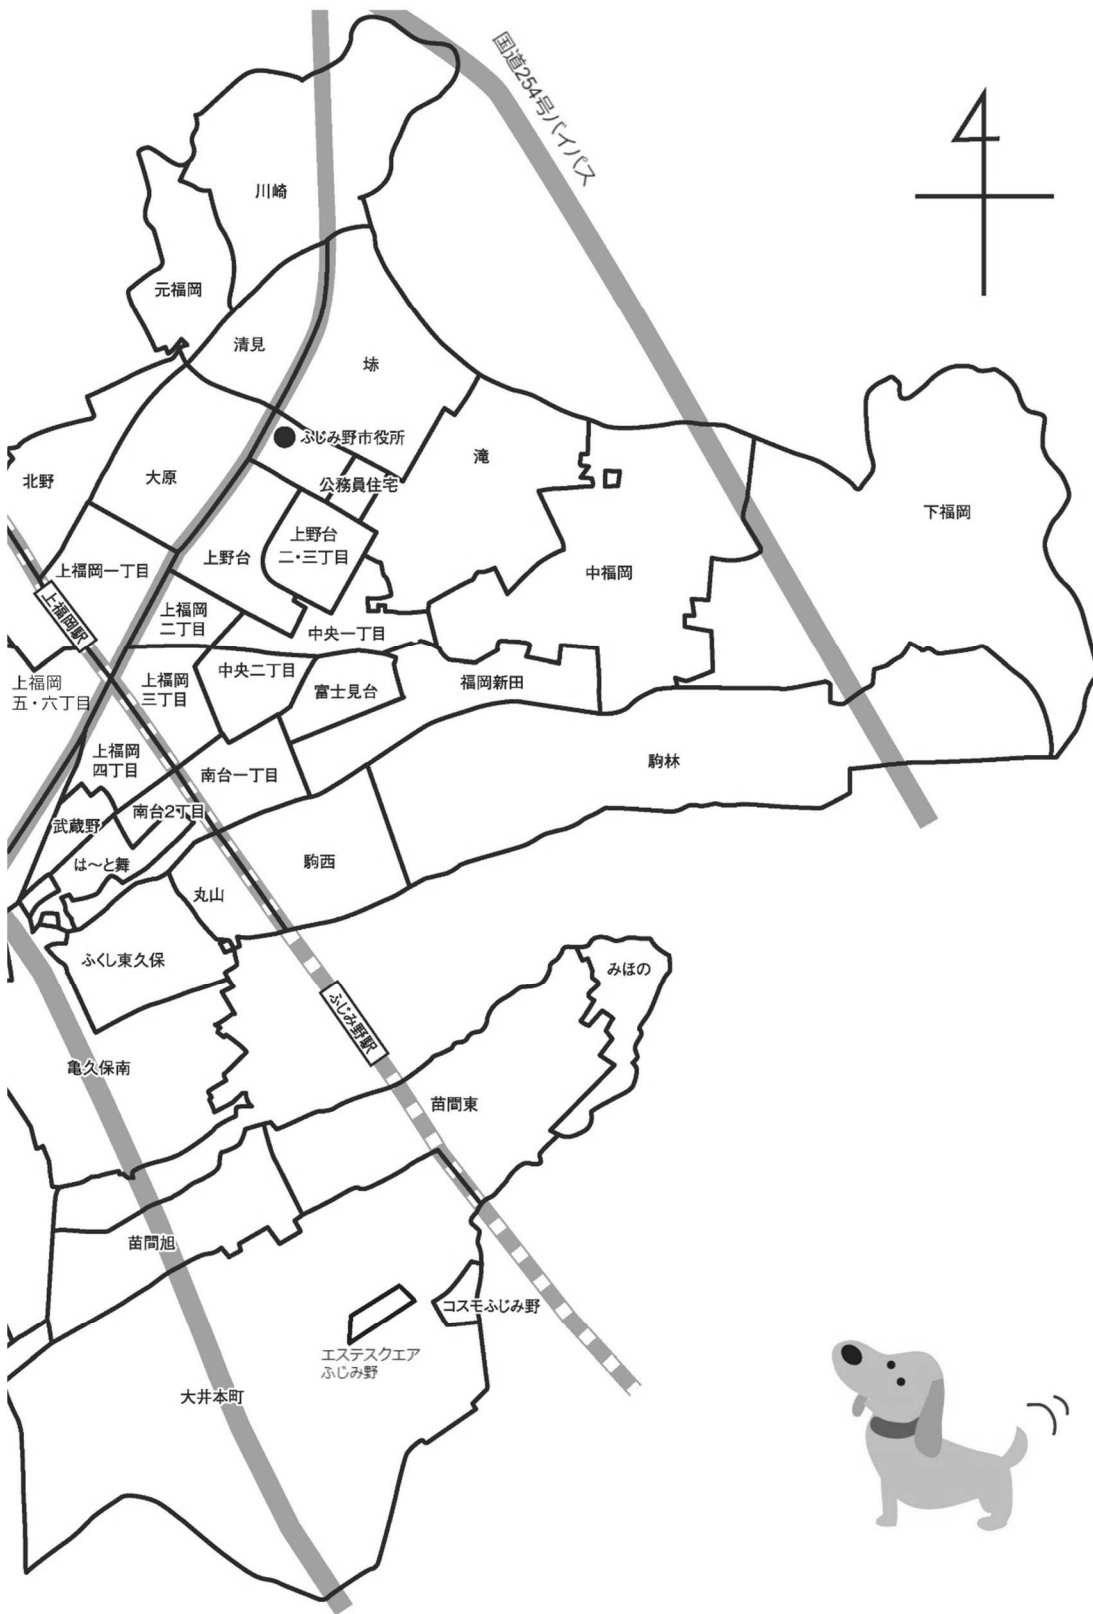 国道254号バイパス
川崎
元福岡
清見
埗
ふじみ野市役所
滝
北野
大原
公務員住宅
下福岡
上野台
上野台
二・三丁目
上福岡一丁目
中福岡
上福岡駅
上福岡
二丁目
中央一丁目
上福岡
五・六丁目
上福岡
三丁目
中央二丁目
富士見台
福岡新田
上福岡
四丁目
南台一丁目
駒林
武蔵野
南台2丁目
は～と舞
駒西
丸山
ふくし東久保
みほの
ふじみ野駅
亀久保南
苗間東
苗間旭
コスモふじみ野
エステスクエア
ふじみ野
大井本町